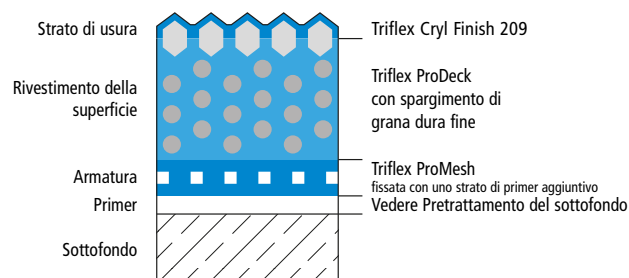 Strato di usura
Triflex Cryl Finish 209
Rivestimento della
superficie
Triflex ProDeck
con spargimento di
grana dura fine
Armatura
Triflex ProMesh
fissata con uno strato di primer aggiuntivo
Primer
Vedere Pretrattamento del sottofondo
Sottofondo